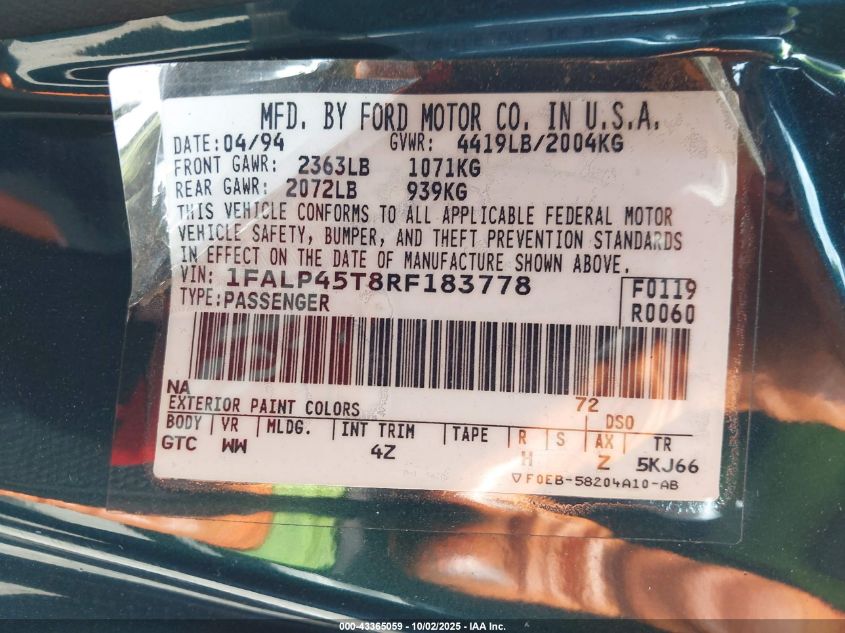 MFD. BY FORD MOTOR CO. IN U.S.A.
DATE: 04/94 GVWR: 4419LB/2004KG
FRONT GAWR: 2363LB 1071KG
REAR GAWR: 2072LB 939KG
THIS VEHICLE CONFORMS TO ALL APPLICABLE FEDERAL MOTOR
VEHICLE SAFETY, BUMPER, AND THEFT PREVENTION STANDARDS
IN EFFECT ON THE DATE OF MANUFACTURE SHOWN ABOVE.
VIN: 1FALP45T8RF183778 F0119
TYPE: PASSENGER R0060
NA 72
EXTERIOR PAINT COLORS DSO
BODY VR MLDG. INT TRIM TAPE R S AX TR
GTC WW 4Z H Z 5KJ66
▽F0EB-58204A10-AB
000-43365059 - 10/02/2025 - IAA Inc.